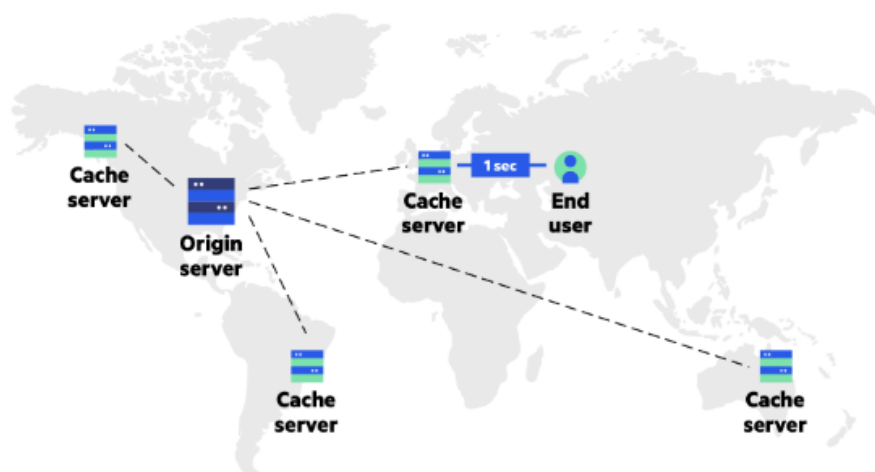 Cache
server
Origin
server
Cache
server
1 sec
End
user
Cache
server
Cache
server